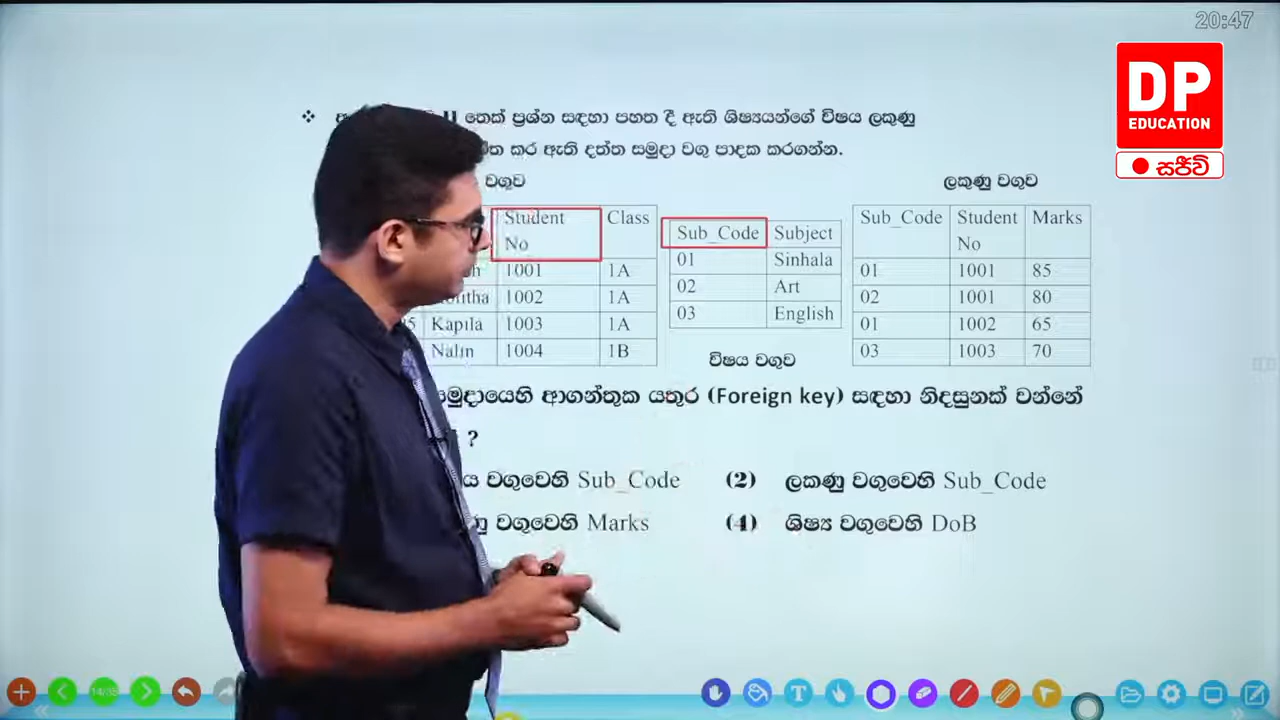 20:47
DP
EDUCATION
සජීවි
❖ II තෙක් ප්‍රශ්න සඳහා පහත දී ඇති ශිෂ්‍යයන්ගේ විෂය ලකුණු
කර ඇති දත්ත සමුදා වගු පාදක කරගන්න.
වගුව
ලකුණු වගුව
Student No Class
1001 1A
1002 1A
Kapila 1003 1A
Nalin 1004 1B
Sub_Code Subject
01 Sinhala
02 Art
03 English
විෂය වගුව
Sub_Code Student No Marks
01 1001 85
02 1001 80
01 1002 65
03 1003 70
ආගන්තුක යතුර (Foreign key) සඳහා නිදසුනක් වන්නේ
?
වගුවෙහි Sub_Code (2) ලකණු වගුවෙහි Sub_Code
වගුවෙහි Marks (4) ශිෂ්‍ය වගුවෙහි DoB
14/35